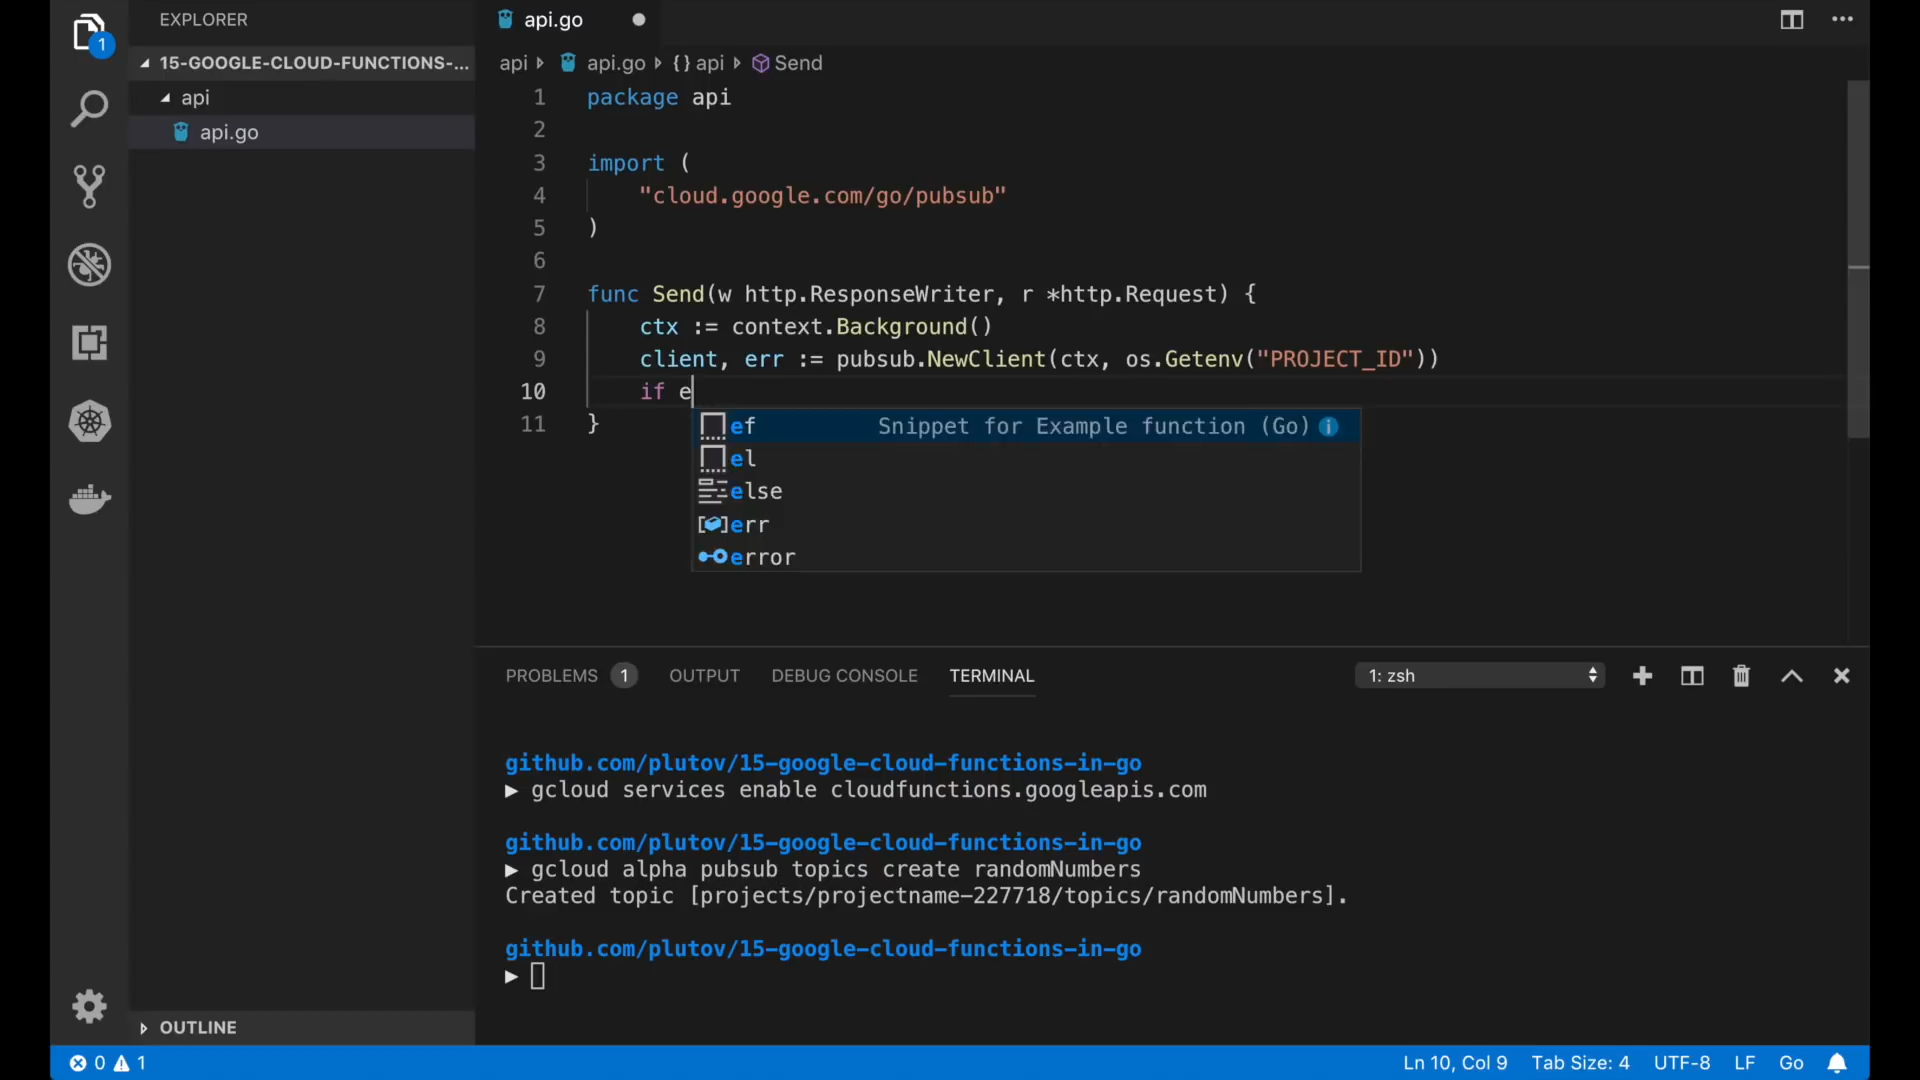 1
EXPLORER
15-GOOGLE-CLOUD-FUNCTIONS-...
api
api.go
OUTLINE
api.go
api api.go {} api Send
1 package api
2
3 import (
4 "cloud.google.com/go/pubsub"
5 )
6
7 func Send(w http.ResponseWriter, r *http.Request) {
8 ctx := context.Background()
9 client, err := pubsub.NewClient(ctx, os.Getenv("PROJECT_ID"))
10 if e
11 }
ef Snippet for Example function (Go)
el
else
err
error
PROBLEMS 1 OUTPUT DEBUG CONSOLE TERMINAL 1: zsh
github.com/plutov/15-google-cloud-functions-in-go
▶ gcloud services enable cloudfunctions.googleapis.com
github.com/plutov/15-google-cloud-functions-in-go
▶ gcloud alpha pubsub topics create randomNumbers
Created topic [projects/projectname-227718/topics/randomNumbers].
github.com/plutov/15-google-cloud-functions-in-go
▶
0 1 Ln 10, Col 9 Tab Size: 4 UTF-8 LF Go